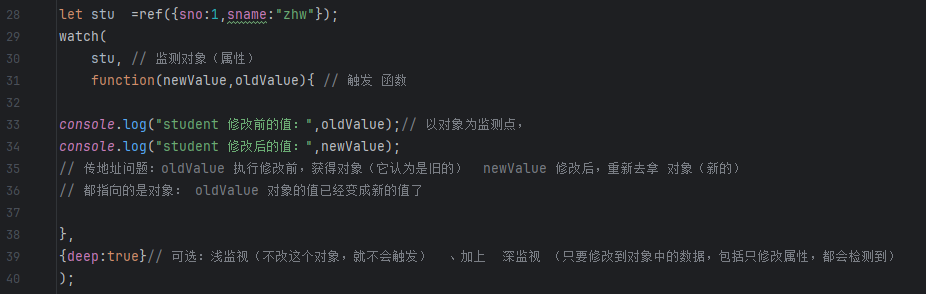 28 let stu =ref({sno:1,sname:"zhw"});
29 watch(
30 stu, // 监测对象（属性）
31 function(newValue,oldValue){ // 触发 函数
32
33 console.log("student 修改前的值：",oldValue);// 以对象为监测点，
34 console.log("student 修改后的值：",newValue);
35 // 传地址问题：oldValue 执行修改前，获得对象（它认为是旧的） newValue 修改后，重新去拿 对象（新的）
36 // 都指向的是对象： oldValue 对象的值已经变成新的值了
37
38 },
39 {deep:true}// 可选：浅监视（不改这个对象，就不会触发） 、加上 深监视 （只要修改到对象中的数据，包括只修改属性，都会检测到）
40 );